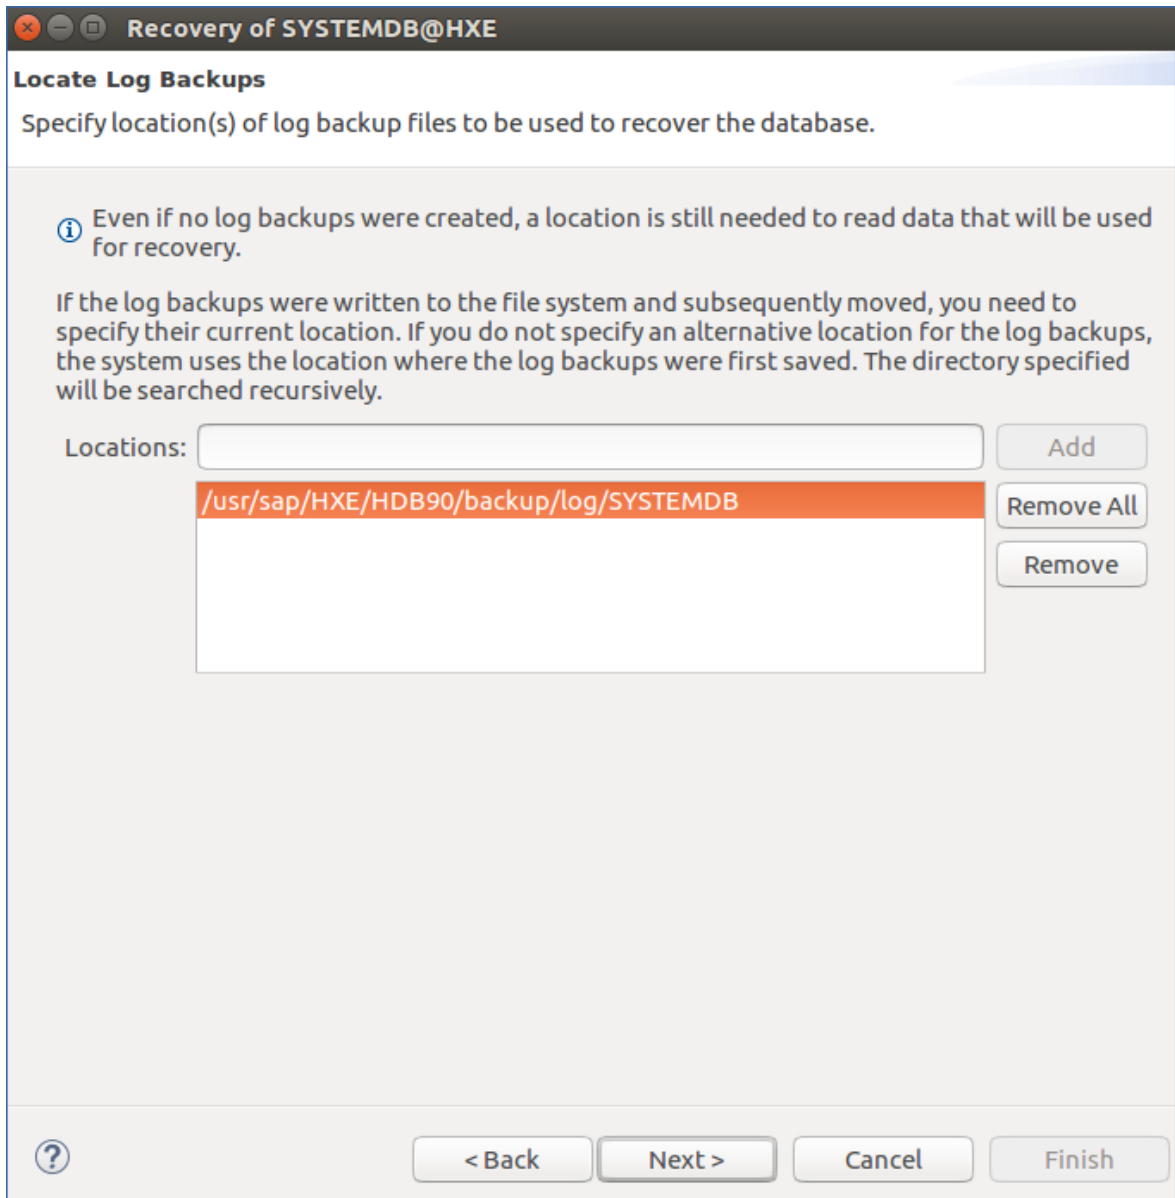 Recovery of SYSTEMDB@HXE
Locate Log Backups
Specify location(s) of log backup files to be used to recover the database.
Even if no log backups were created, a location is still needed to read data that will be used
for recovery.
If the log backups were written to the file system and subsequently moved, you need to
specify their current location. If you do not specify an alternative location for the log backups,
the system uses the location where the log backups were first saved. The directory specified
will be searched recursively.
Locations:
Add
/usr/sap/HXE/HDB90/backup/log/SYSTEMDB
Remove All
Remove
< Back
Next >
Cancel
Finish